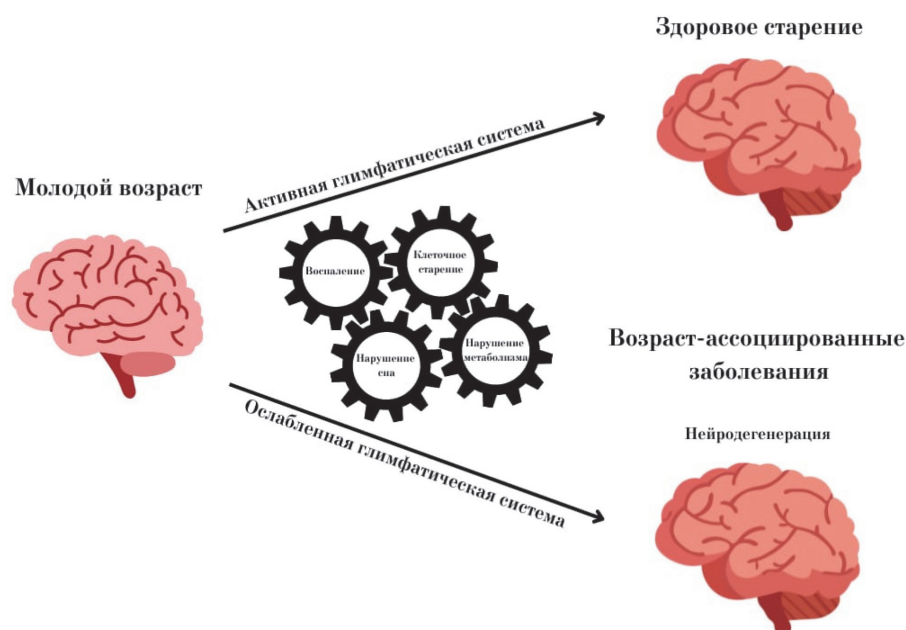 Здоровое старение
Активная глимфатическая система
Молодой возраст
Воспаление
Клеточное
старение
Нарушение
сна
Нарушение
метаболизма
Возраст-ассоциированные
заболевания
Ослабленная глимфатическая система
Нейродегенерация